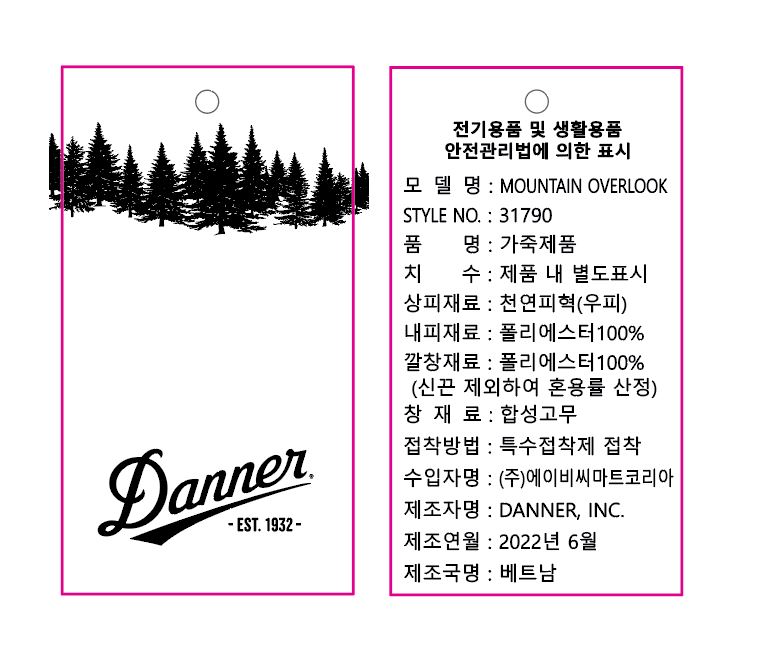 Danner®
- EST. 1932 -
전기용품 및 생활용품
안전관리법에 의한 표시
모 델 명 : MOUNTAIN OVERLOOK
STYLE NO. : 31790
품 명 : 가죽제품
치 수 : 제품 내 별도표시
상피재료 : 천연피혁(우피)
내피재료 : 폴리에스터100%
깔창재료 : 폴리에스터100%
(신끈 제외하여 혼용률 산정)
창 재 료 : 합성고무
접착방법 : 특수접착제 접착
수입자명 : (주)에이비씨마트코리아
제조자명 : DANNER, INC.
제조연월 : 2022년 6월
제조국명 : 베트남